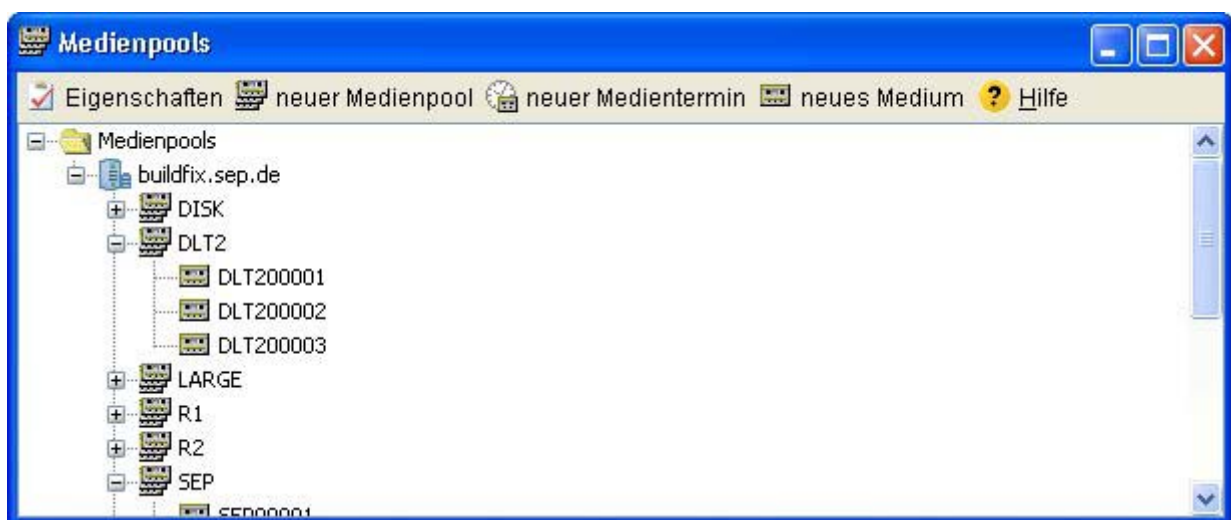 Medienpools
Eigenschaften neuer Medienpool neuer Medientermin neues Medium ? Hilfe
Medienpools
buildfix.sep.de
DISK
DLT2
DLT200001
DLT200002
DLT200003
LARGE
R1
R2
SEP
SEP00001